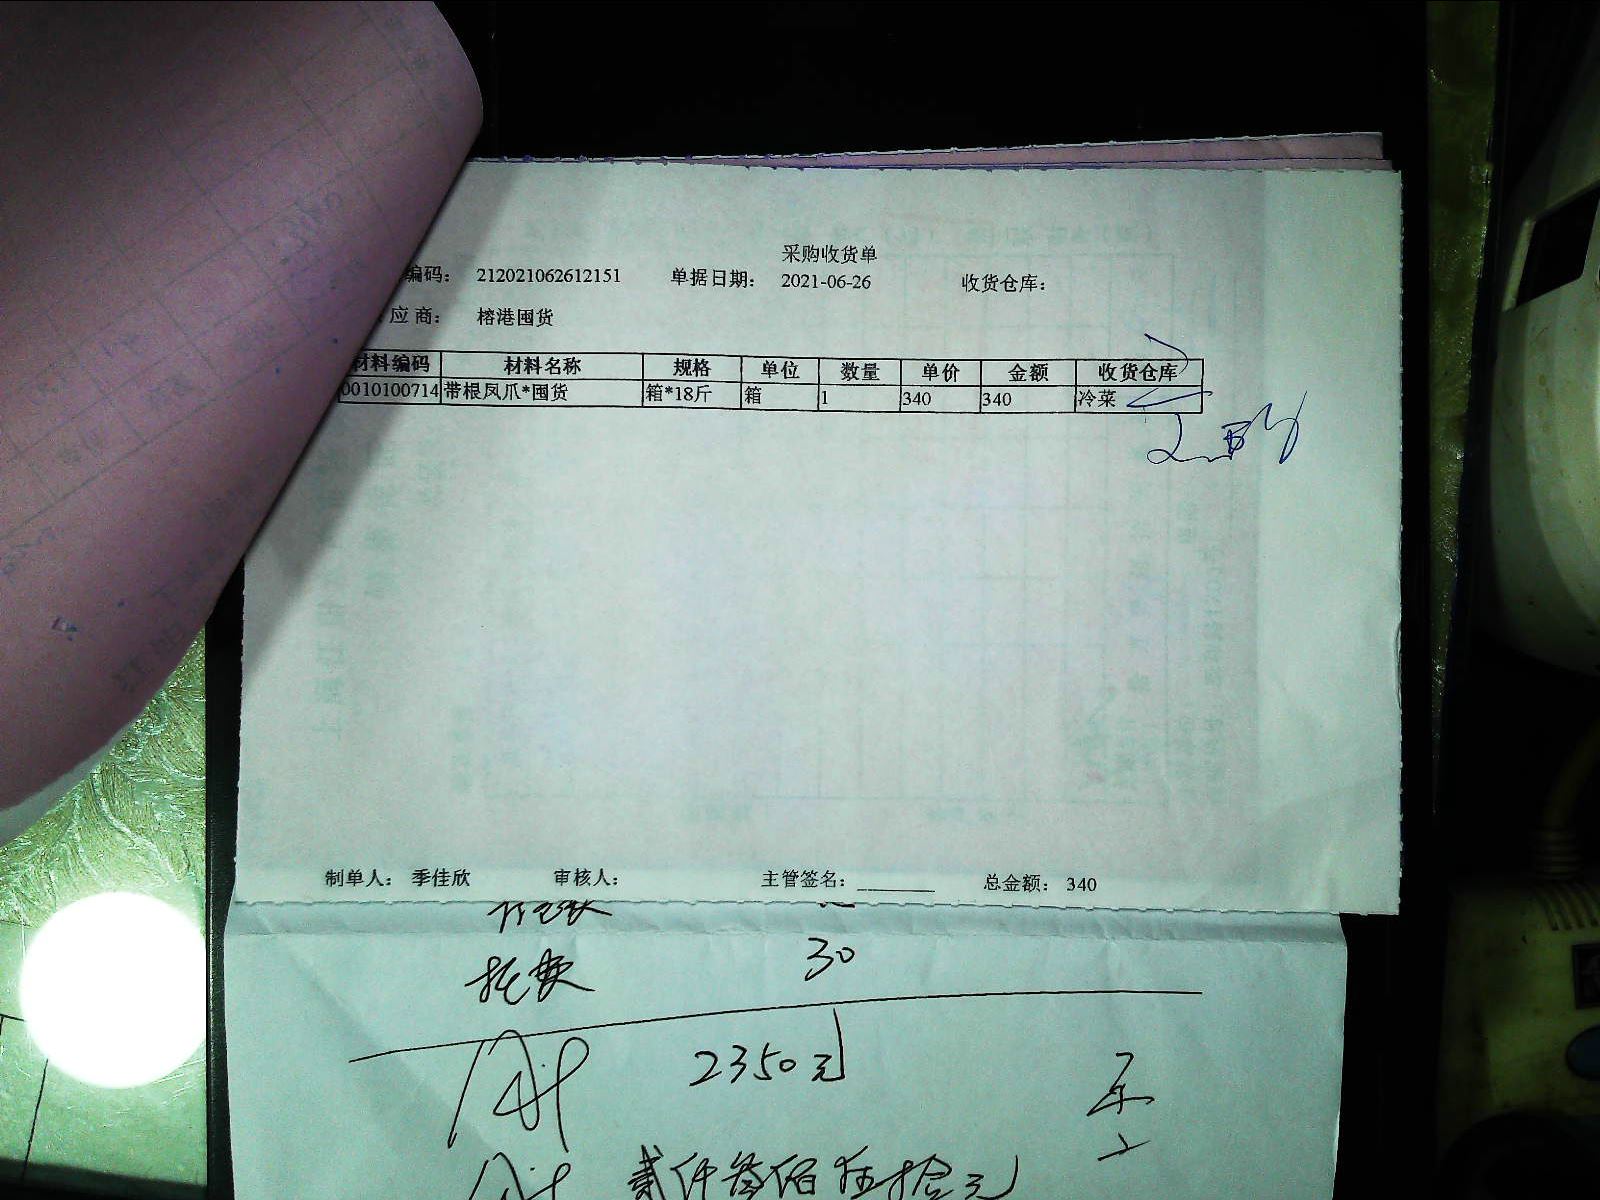 采购收货单
编码： 212021062612151 单据日期： 2021-06-26 收货仓库：
应商： 榕港囤货
材料编码 材料名称 规格 单位 数量 单价 金额 收货仓库
0010100714 带根凤爪*囤货 箱*18斤 箱 1 340 340 冷菜
制单人： 季佳欣 审核人： 主管签名：_______ 总金额： 340
30
2350元
贰仟叁佰伍拾元